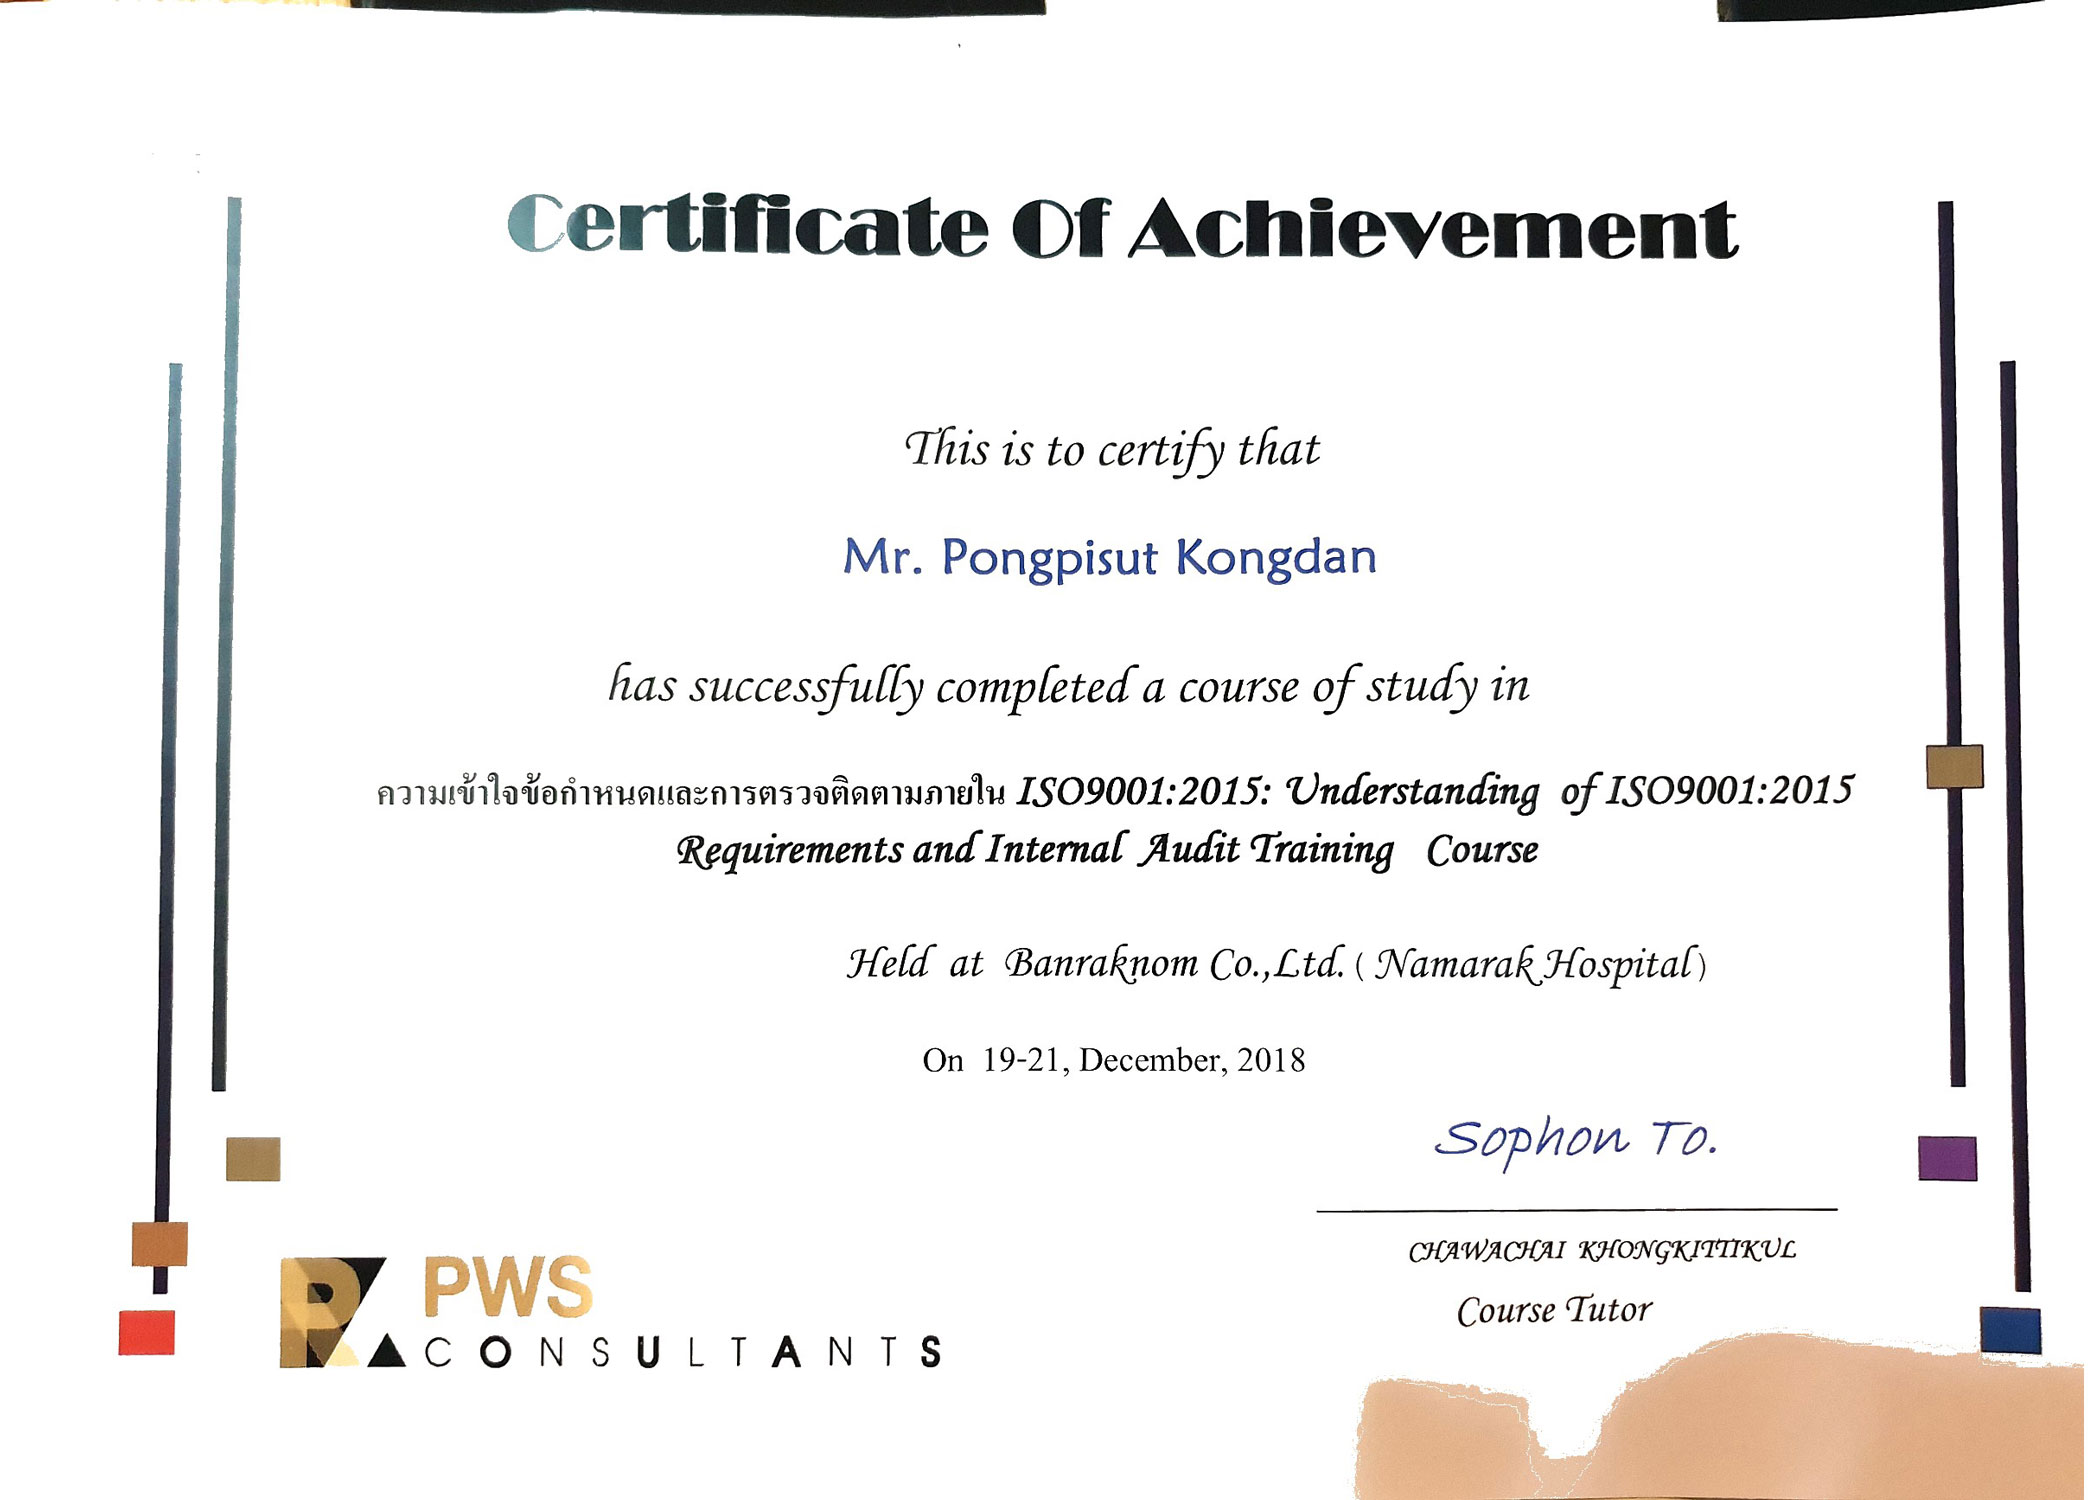 Certificate Of Achievement
This is to certify that
Mr. Pongpisut Kongdan
has successfully completed a course of study in
ความเข้าใจข้อกำหนดและการตรวจติดตามภายใน ISO9001:2015: Understanding of ISO9001:2015
Requirements and Internal Audit Training Course
Held at Banraknom Co.,Ltd. ( Namarak Hospital)
On 19-21, December, 2018
Sophon To.
CHAWACHAI KHONGKITTIKUL
Course Tutor
PWS
CONSULTANTS